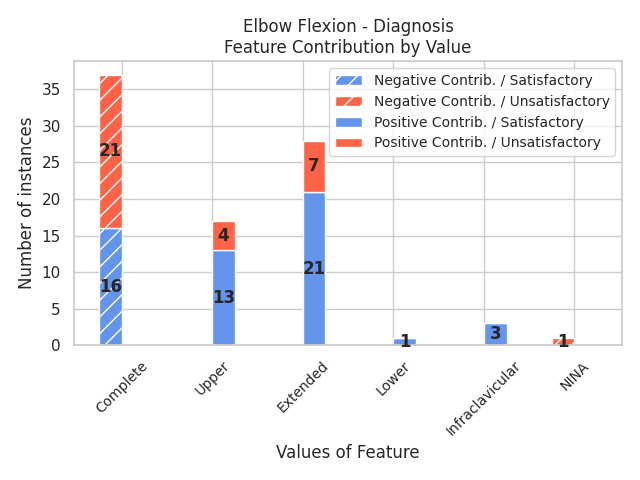 Elbow Flexion - Diagnosis
Feature Contribution by Value
Negative Contrib. / Satisfactory
Negative Contrib. / Unsatisfactory
Positive Contrib. / Satisfactory
Positive Contrib. / Unsatisfactory
Number of instances
35
30
25
20
15
10
5
0
21
16
4
13
7
21
1
3
1
Complete
Upper
Extended
Lower
Infraclavicular
NINA
Values of Feature